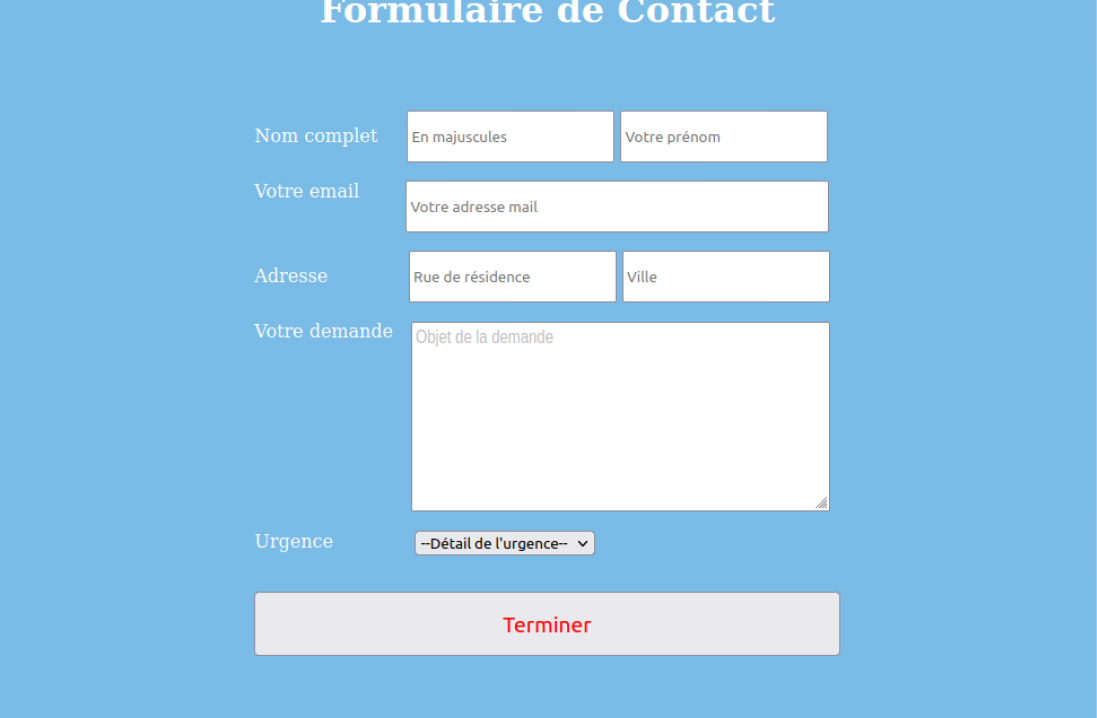 Formulaire de Contact
Nom complet En majuscules Votre prénom
Votre email Votre adresse mail
Adresse Rue de résidence Ville
Votre demande Objet de la demande
Urgence --Détail de l'urgence--
Terminer